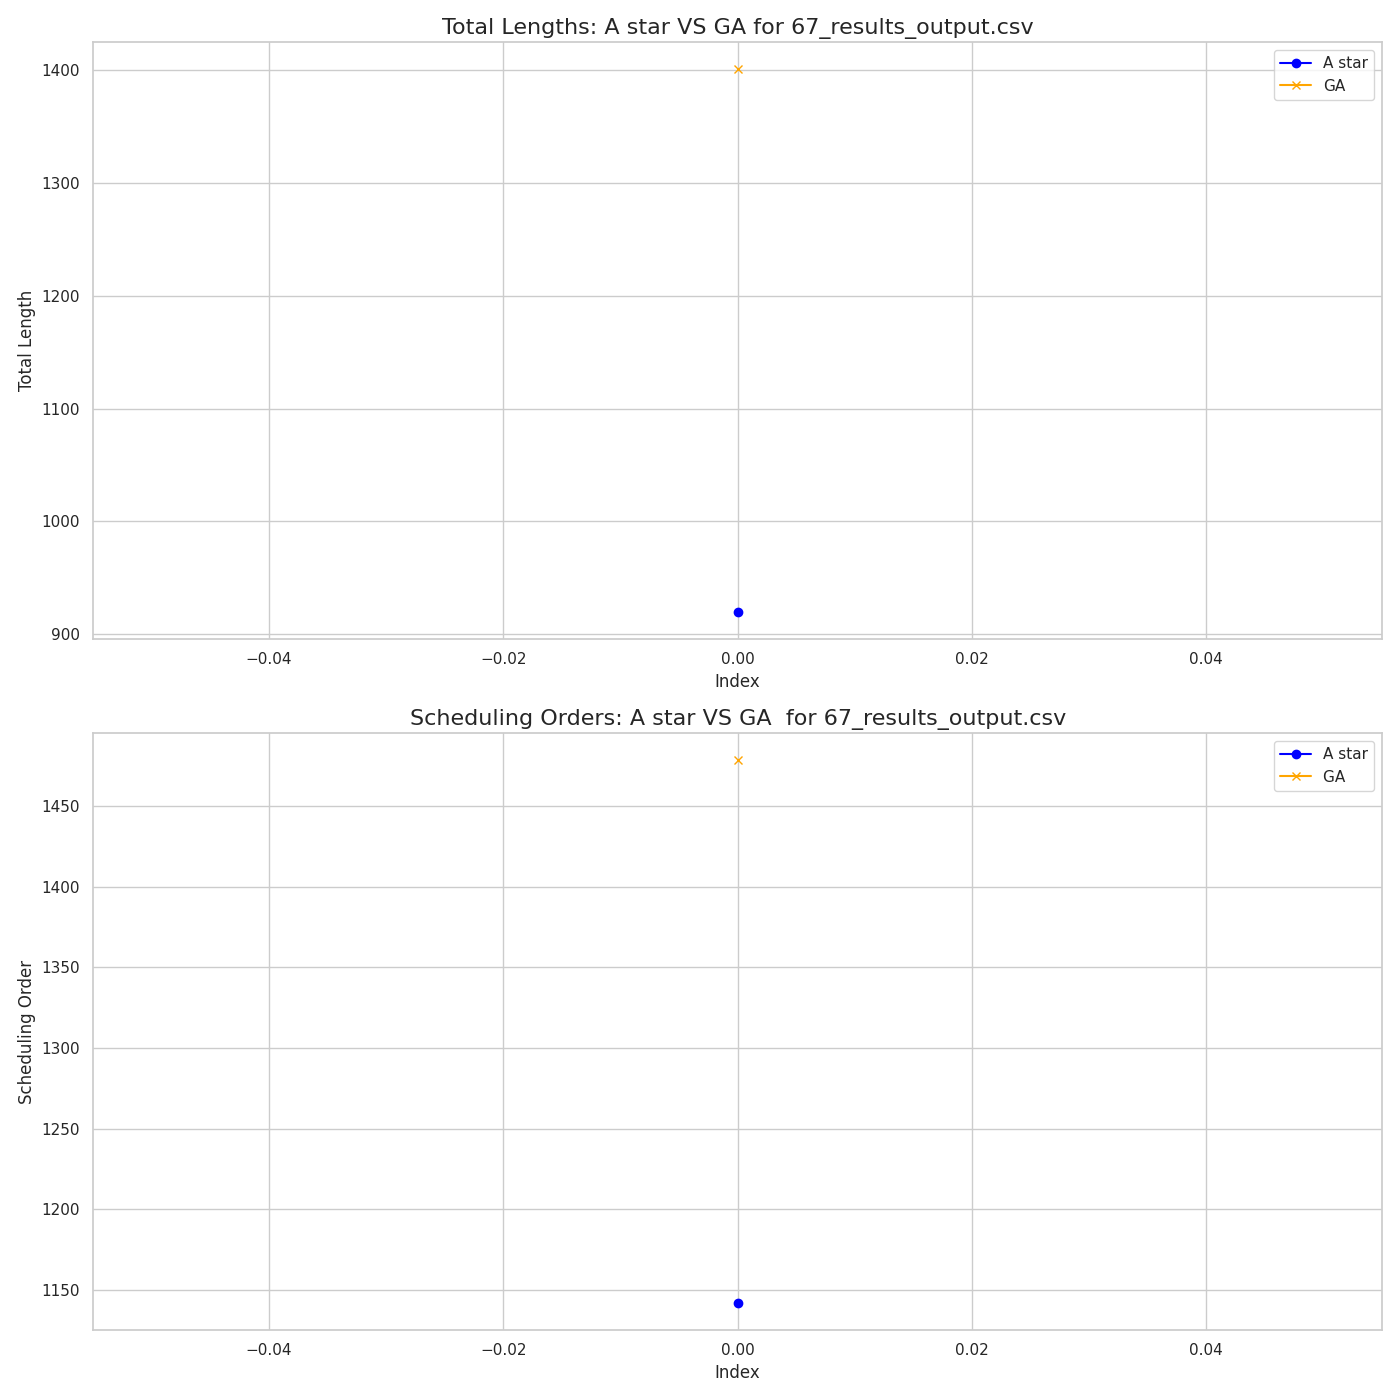 Total Lengths: A star VS GA for 67_results_output.csv
A star
GA
1400
1300
1200
1100
1000
900
Total Length
−0.04
−0.02
0.00
0.02
0.04
Index
Scheduling Orders: A star VS GA  for 67_results_output.csv
A star
GA
1450
1400
1350
1300
1250
1200
1150
Scheduling Order
−0.04
−0.02
0.00
0.02
0.04
Index